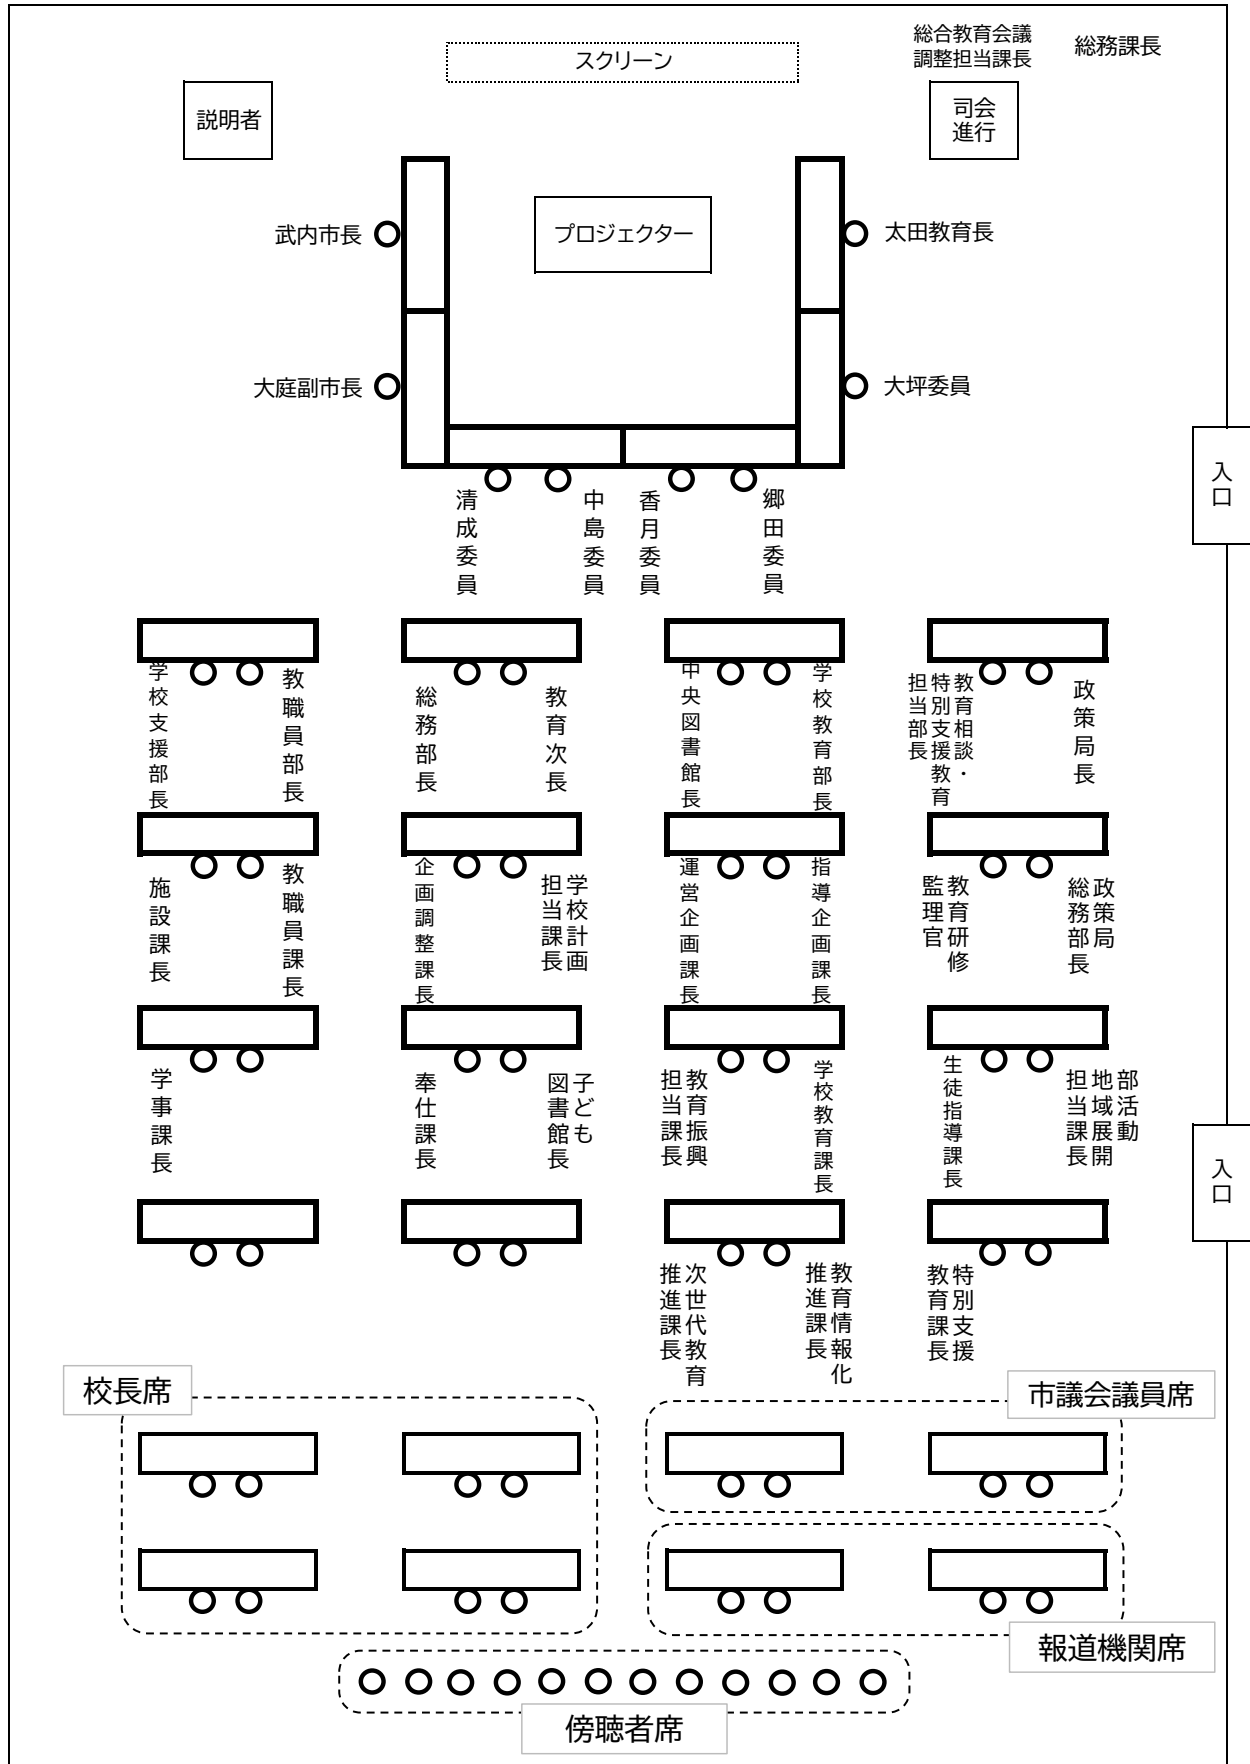 総合教育会議
調整担当課長
総務課長
スクリーン
説明者
司会
進行
プロジェクター
武内市長
太田教育長
大庭副市長
大坪委員
入口
清成委員
中島委員
香月委員
郷田委員
学校支援部長
教職員部長
総務部長
教育次長
中央図書館長
学校教育部長
教育相談・
特別支援教育
担当部長
政策局長
施設課長
教職員課長
企画調整課長
学校計画
担当課長
運営企画課長
指導企画課長
教育研修
監理官
政策局
総務部長
学事課長
奉仕課長
子ども
図書館長
教育振興
担当課長
学校教育課長
生徒指導課長
部活動
地域展開
担当課長
入口
次世代教育
推進課長
教育情報化
推進課長
特別支援
教育課長
校長席
市議会議員席
報道機関席
傍聴者席